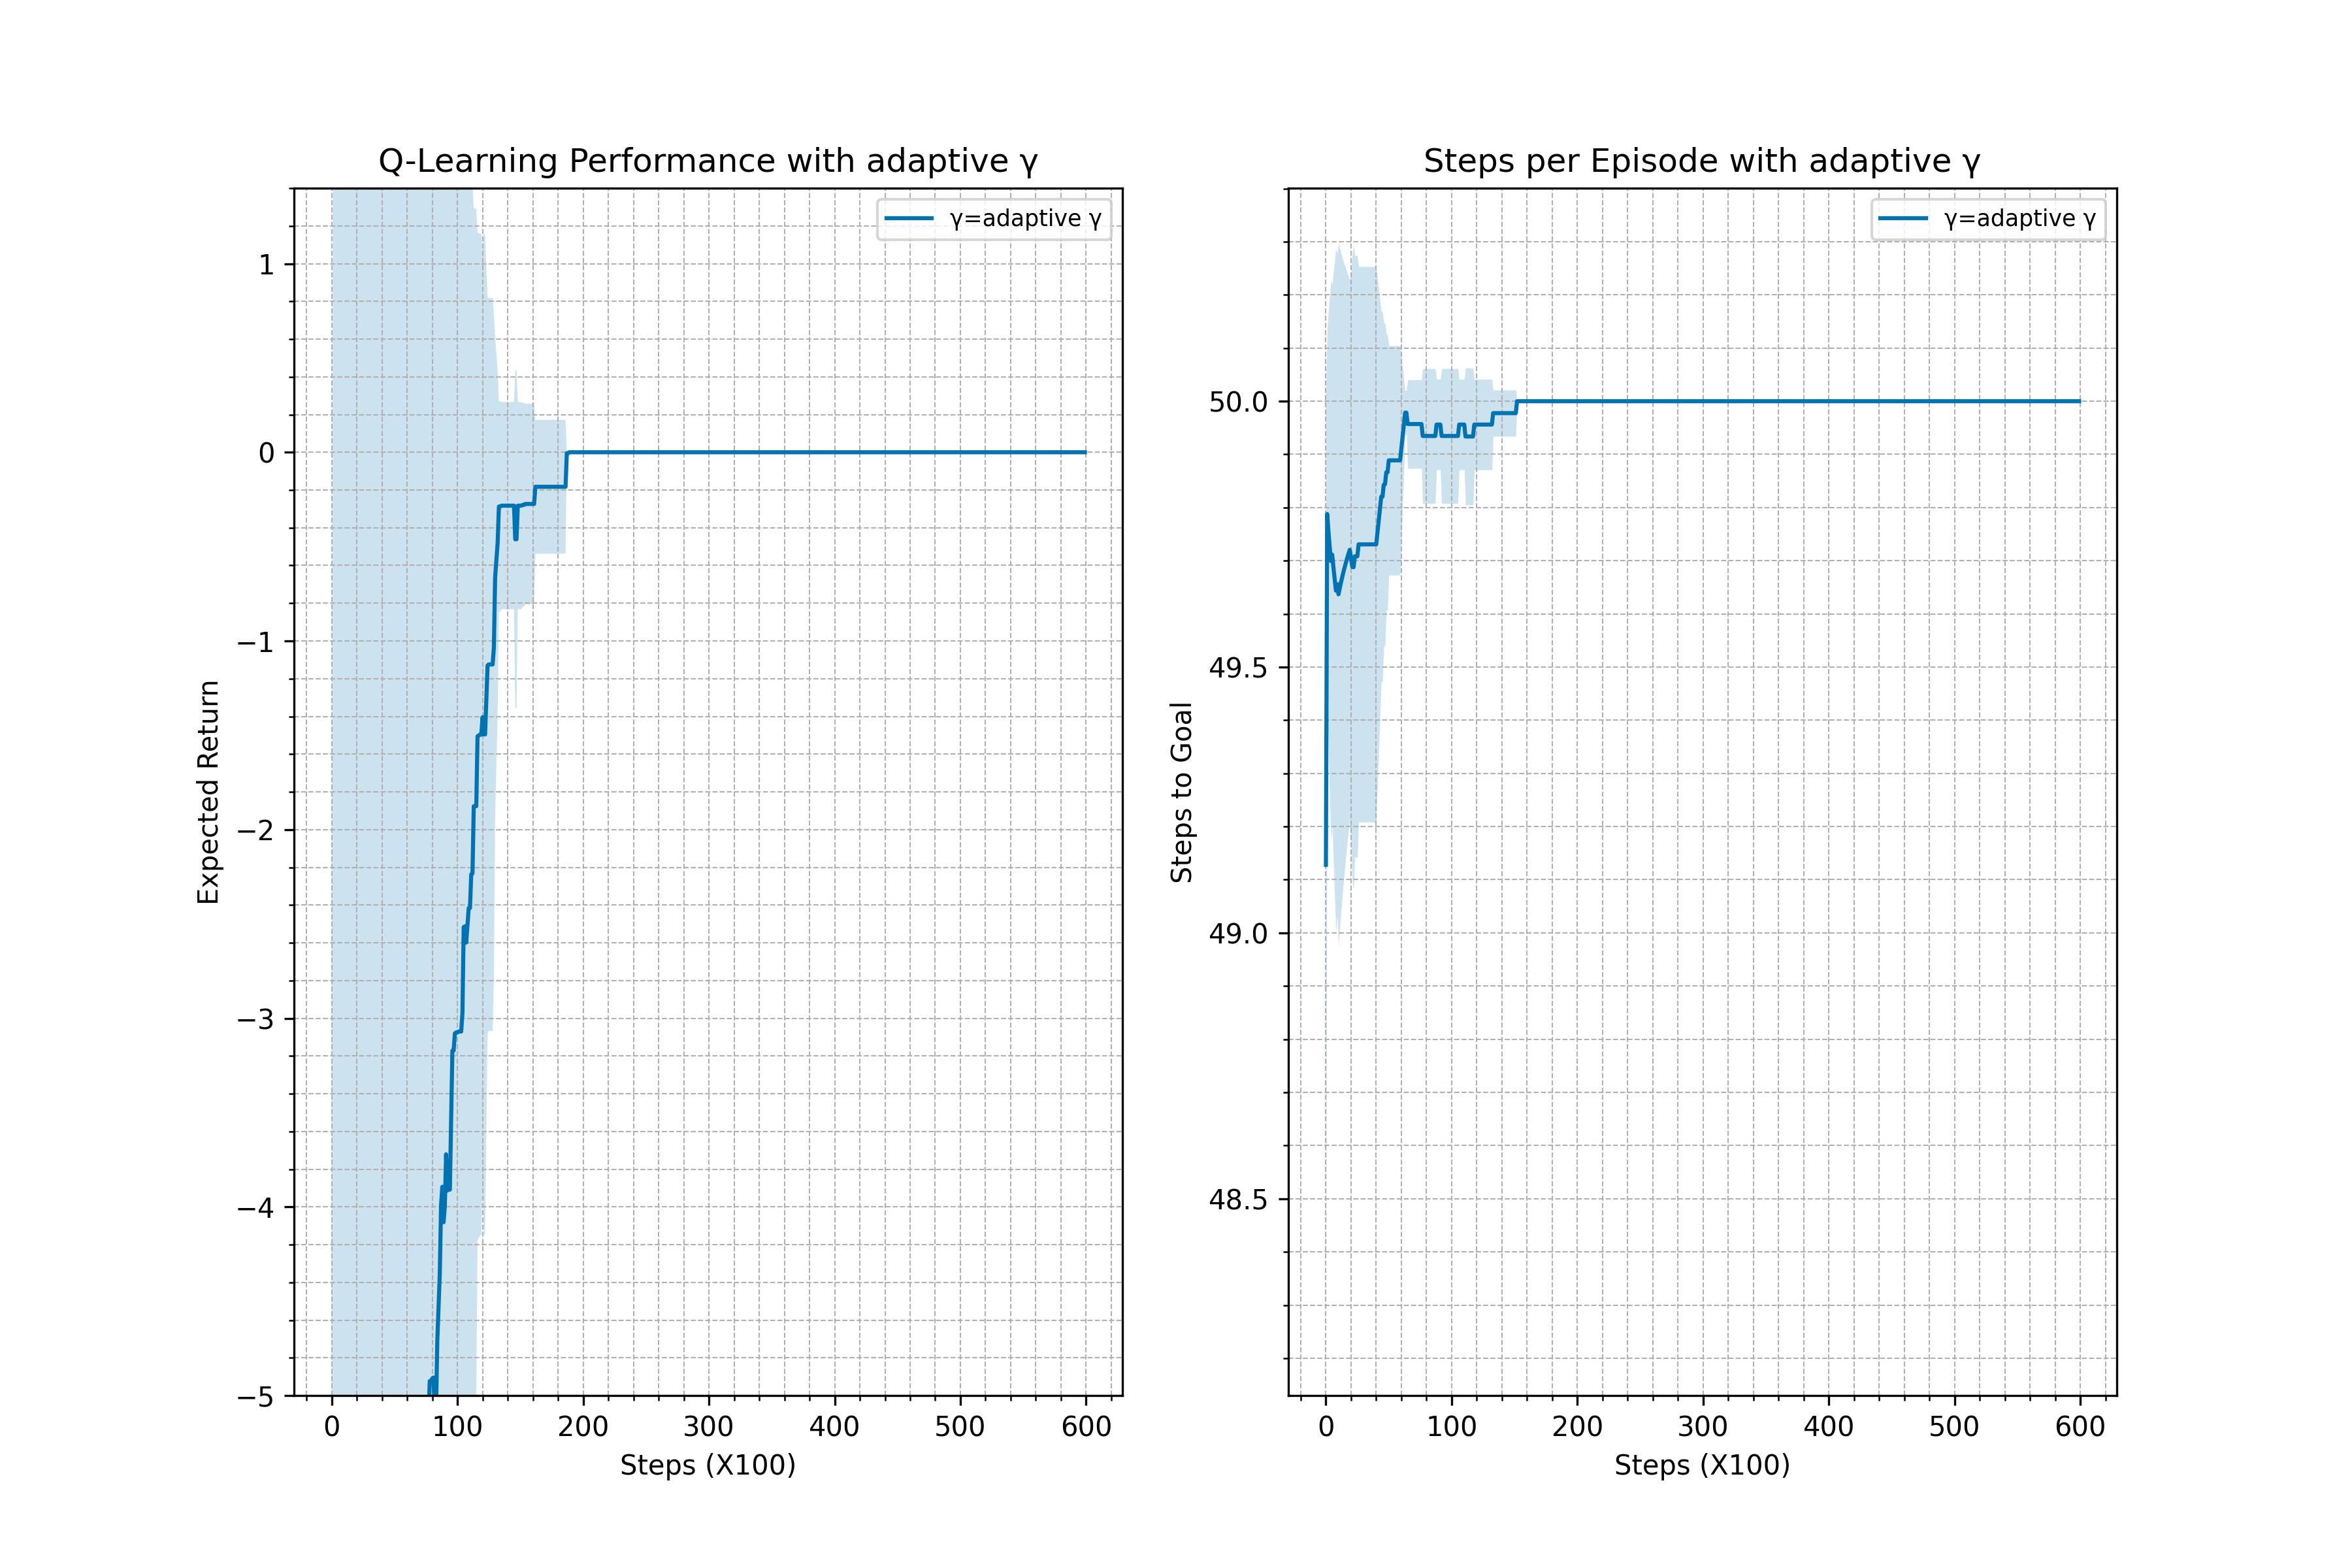 Q-Learning Performance with adaptive γ
γ=adaptive γ
1
0
−1
−2
−3
−4
−5
Expected Return
0 100 200 300 400 500 600
Steps (X100)
Steps per Episode with adaptive γ
γ=adaptive γ
50.0
49.5
49.0
48.5
Steps to Goal
0 100 200 300 400 500 600
Steps (X100)